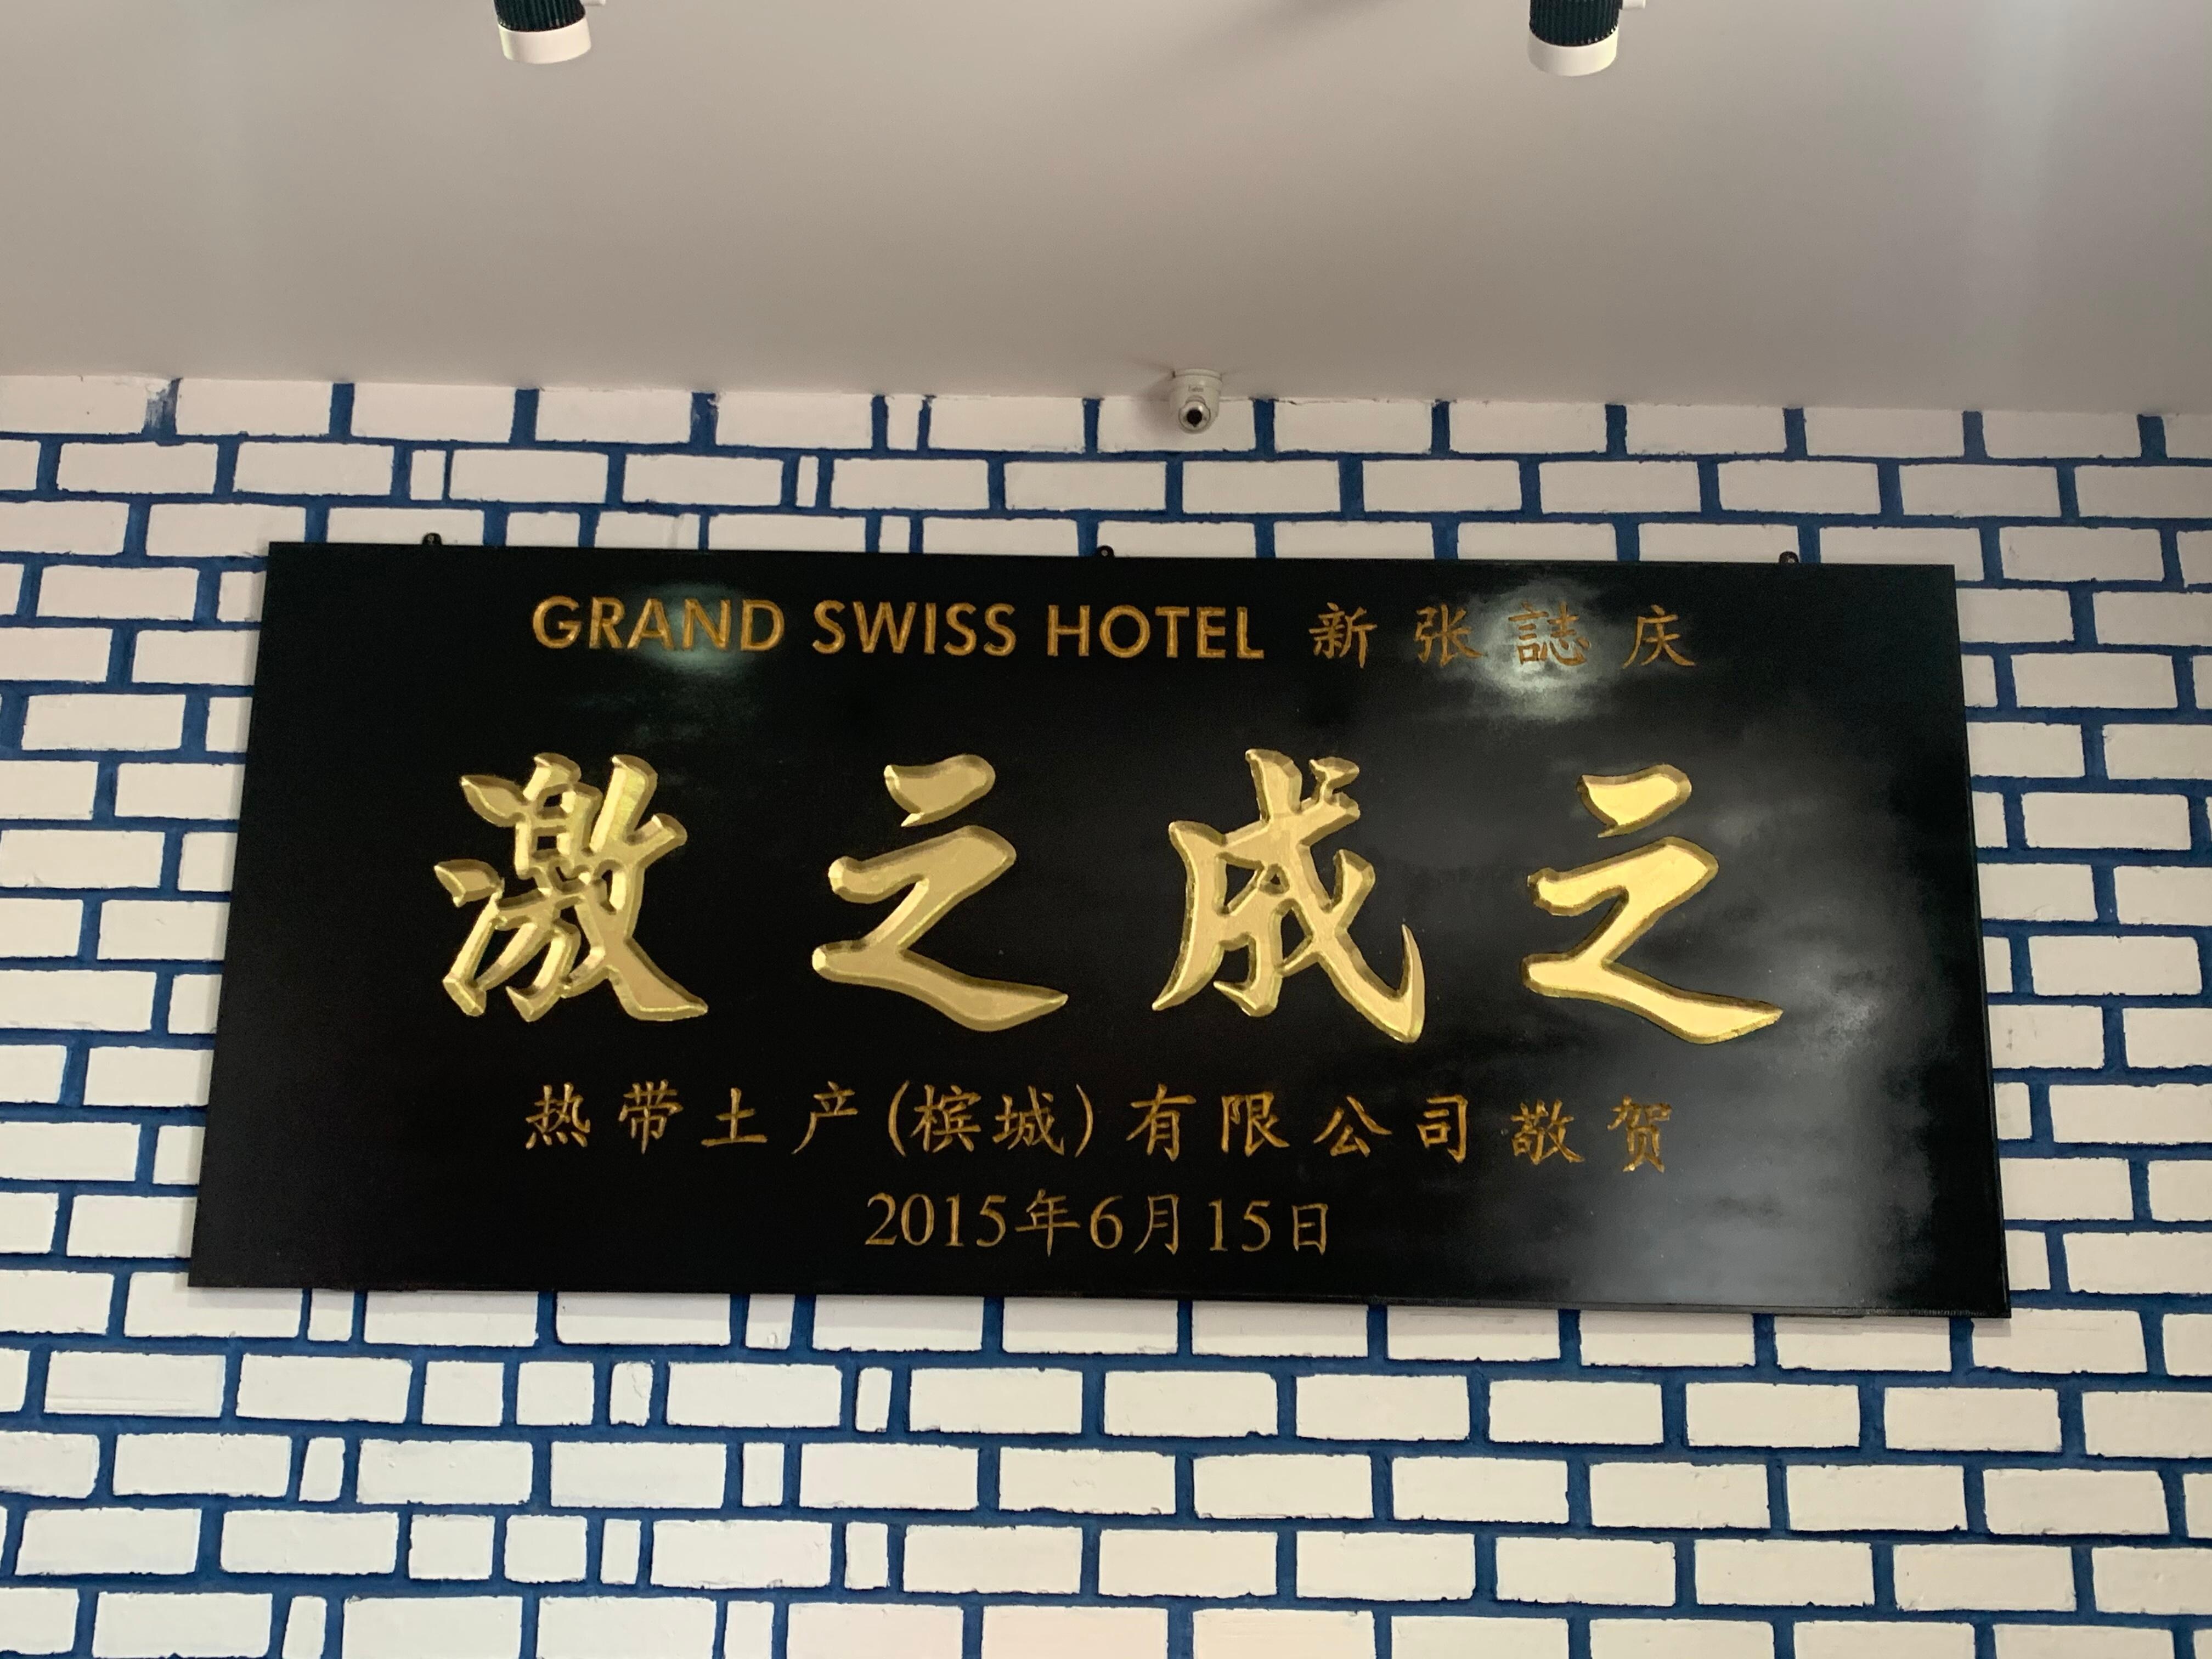 GRAND SWISS HOTEL 新张誌庆
激之成之
热带土产(槟城)有限公司敬贺
2015年6月15日